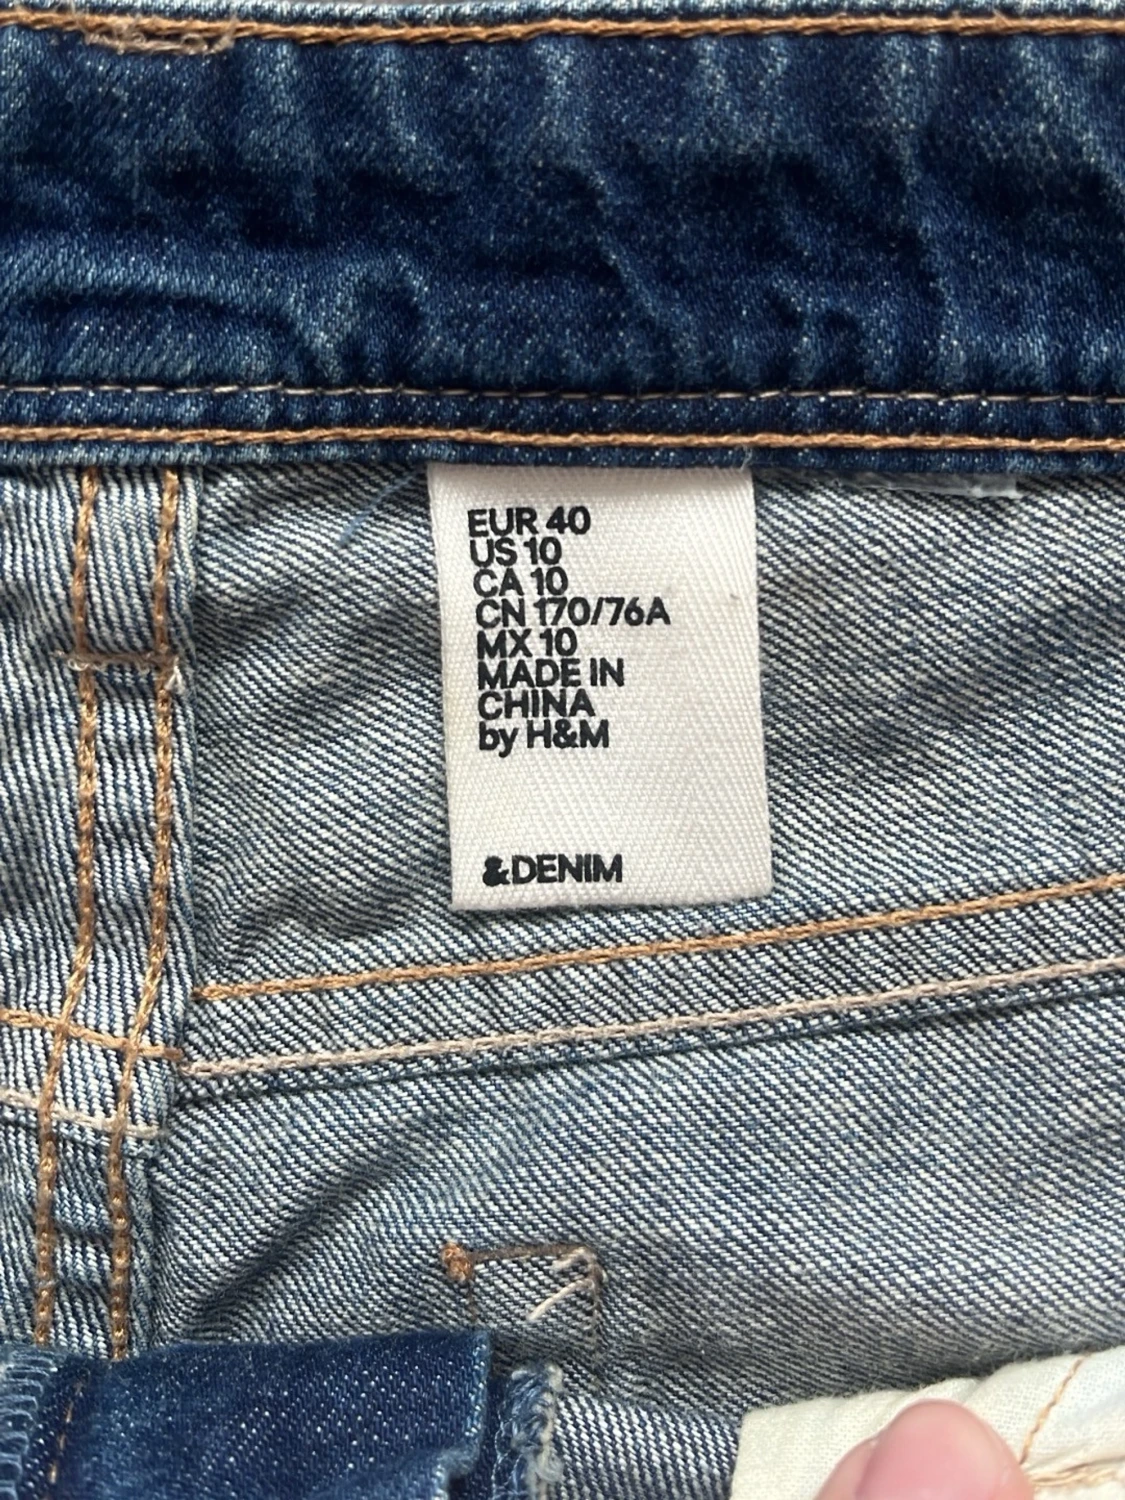 EUR 40
US 10
CA 10
CN 170/76A
MX 10
MADE IN
CHINA
by H&M
&DENIM